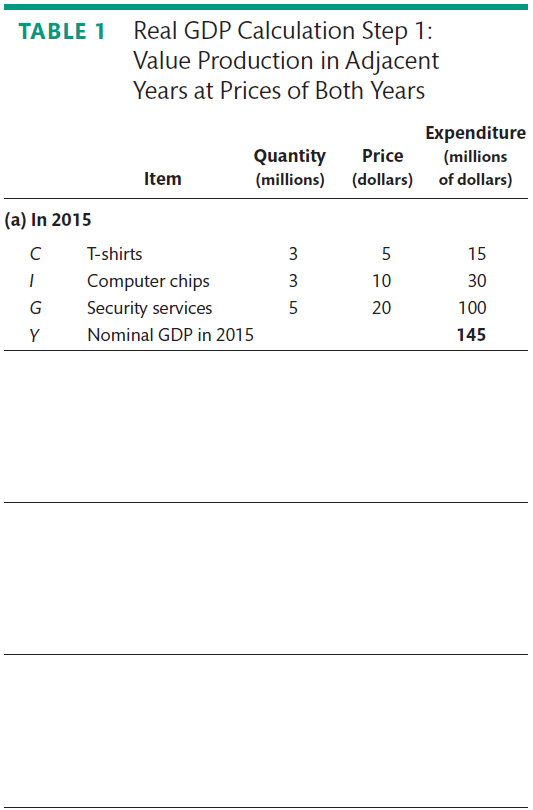 TABLE 1 Real GDP Calculation Step 1:
Value Production in Adjacent
Years at Prices of Both Years
Item Quantity (millions) Price (dollars) Expenditure (millions of dollars)
(a) In 2015
C T-shirts 3 5 15
I Computer chips 3 10 30
G Security services 5 20 100
Y Nominal GDP in 2015 145